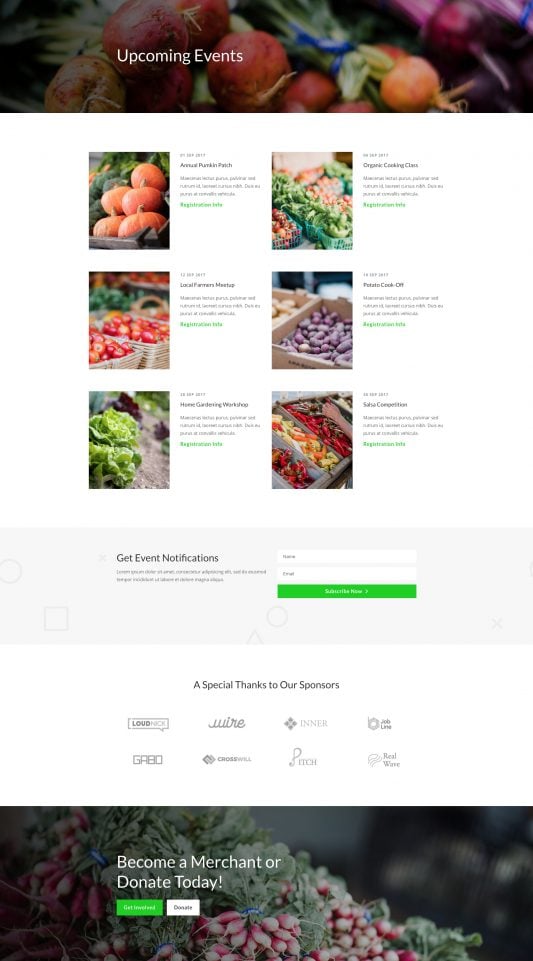 Upcoming Events
01 SEP 2017
Annual Pumkin Patch
Maecenas lectus purus, pulvinar sed
rutrum id, laoreet cursus nibh. Duis eu
purus at convallis vehicula.
Registration Info
Organic Cooking Class
Maecenas lectus purus, pulvinar sed
rutrum id, laoreet cursus nibh. Duis eu
purus at convallis vehicula.
Registration Info
12 SEP 2017
Local Farmers Meetup
Maecenas lectus purus, pulvinar sed
rutrum id, laoreet cursus nibh. Duis eu
purus at convallis vehicula.
Registration Info
SEP 2017
Potato Cook-Off
Maecenas lectus purus, pulvinar sed
rutrum id, laoreet cursus nibh. Duis eu
purus at convallis vehicula.
Registration Info
SEP 2017
Home Gardening Workshop
Maecenas lectus purus, pulvinar sed
rutrum id, laoreet cursus nibh. Duis eu
purus at convallis vehicula.
Registration Info
SEP 2017
Salsa Competition
Maecenas lectus purus, pulvinar sed
rutrum id, laoreet cursus nibh. Duis eu
purus at convallis vehicula.
Registration Info
Get Event Notifications
Lorem ipsum dolor sit amet, consectetur adipiscing elit, sed do eiusmod
tempor incididunt ut labore et dolore magna aliqua.
Name
Email
Subscribe Now
A Special Thanks to Our Sponsors
LOUDNICK
wire
INNER
Job
Line
GABO
CROSSWILL
PITCH
Real
Wave
Become a Merchant or
Donate Today!
Get Involved
Donate